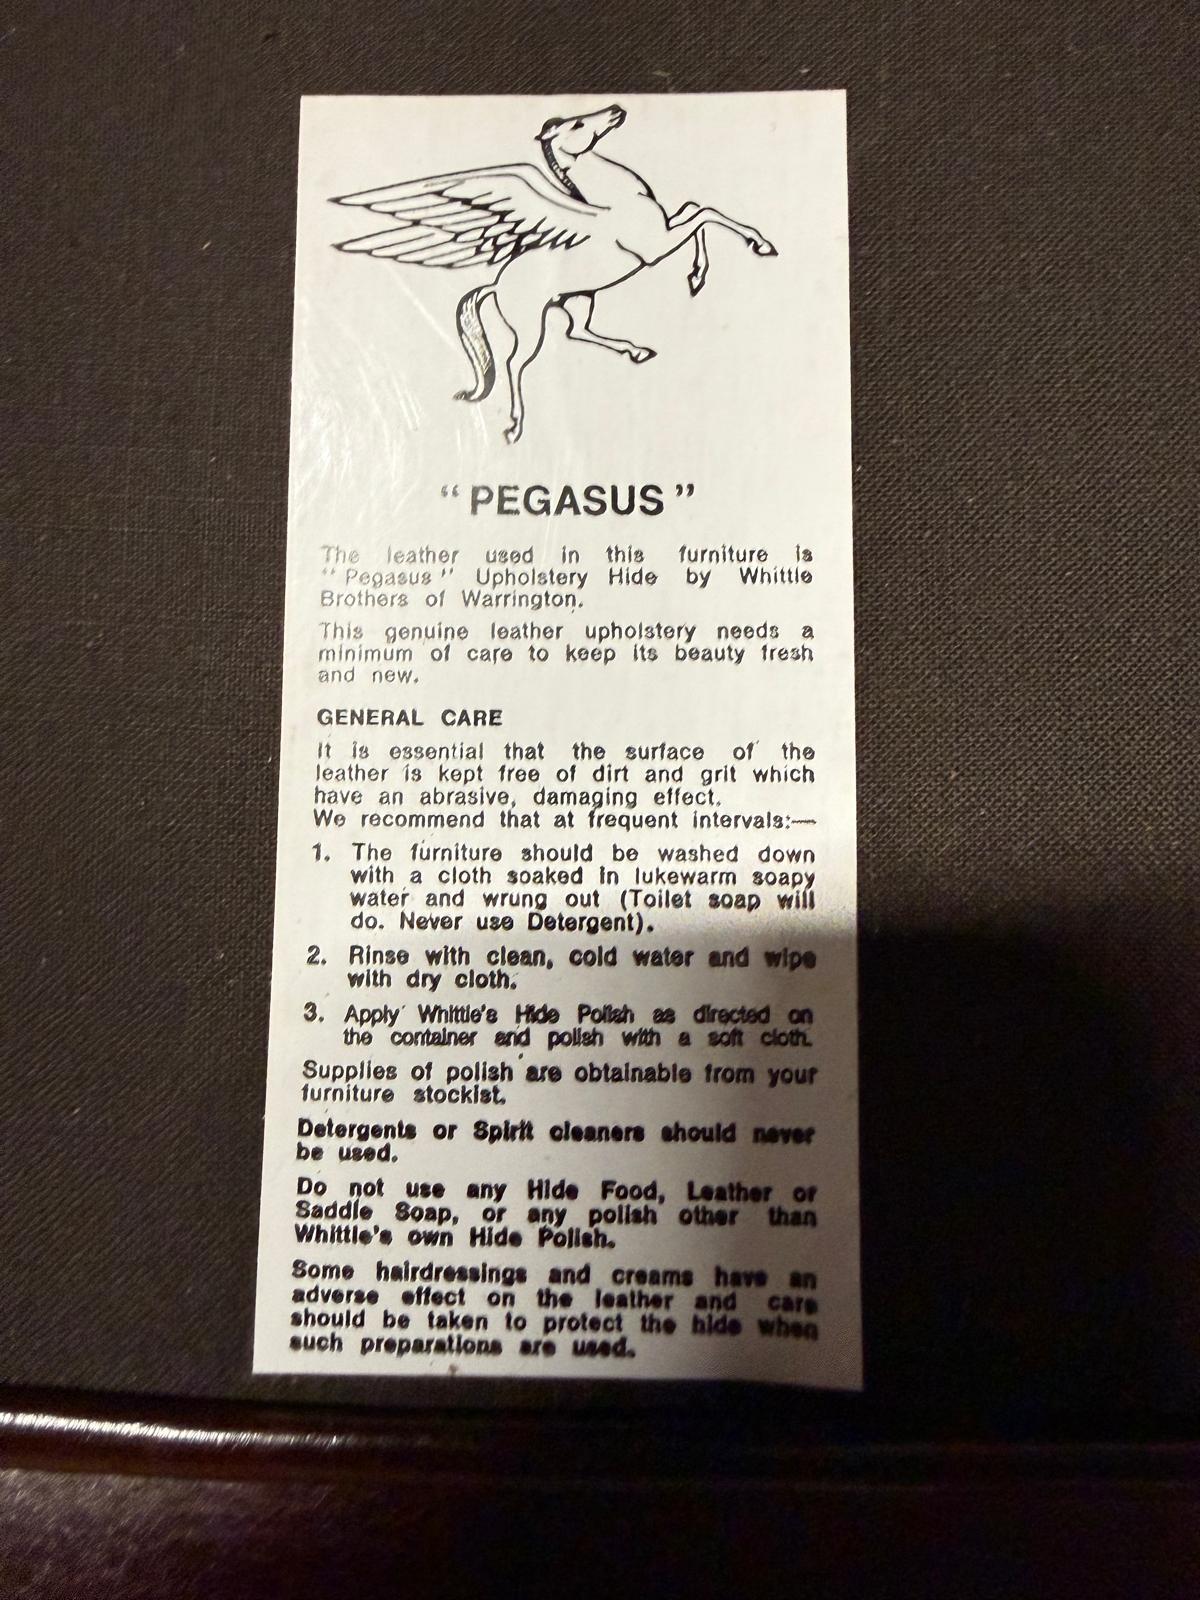 “PEGASUS”
The leather used in this furniture is
“Pegasus” Upholstery Hide by Whittle
Brothers of Warrington.
This genuine leather upholstery needs a
minimum of care to keep its beauty fresh
and new.
GENERAL CARE
It is essential that the surface of the
leather is kept free of dirt and grit which
have an abrasive, damaging effect.
We recommend that at frequent intervals:—
1. The furniture should be washed down
with a cloth soaked in lukewarm soapy
water and wrung out (Toilet soap will
do. Never use Detergent).
2. Rinse with clean, cold water and wipe
with dry cloth.
3. Apply Whittle's Hide Polish as directed on
the container and polish with a soft cloth.
Supplies of polish are obtainable from your
furniture stockist.
Detergents or Spirit cleaners should never
be used.
Do not use any Hide Food, Leather or
Saddle Soap, or any polish other than
Whittle's own Hide Polish.
Some hairdressings and creams have an
adverse effect on the leather and care
should be taken to protect the hide when
such preparations are used.